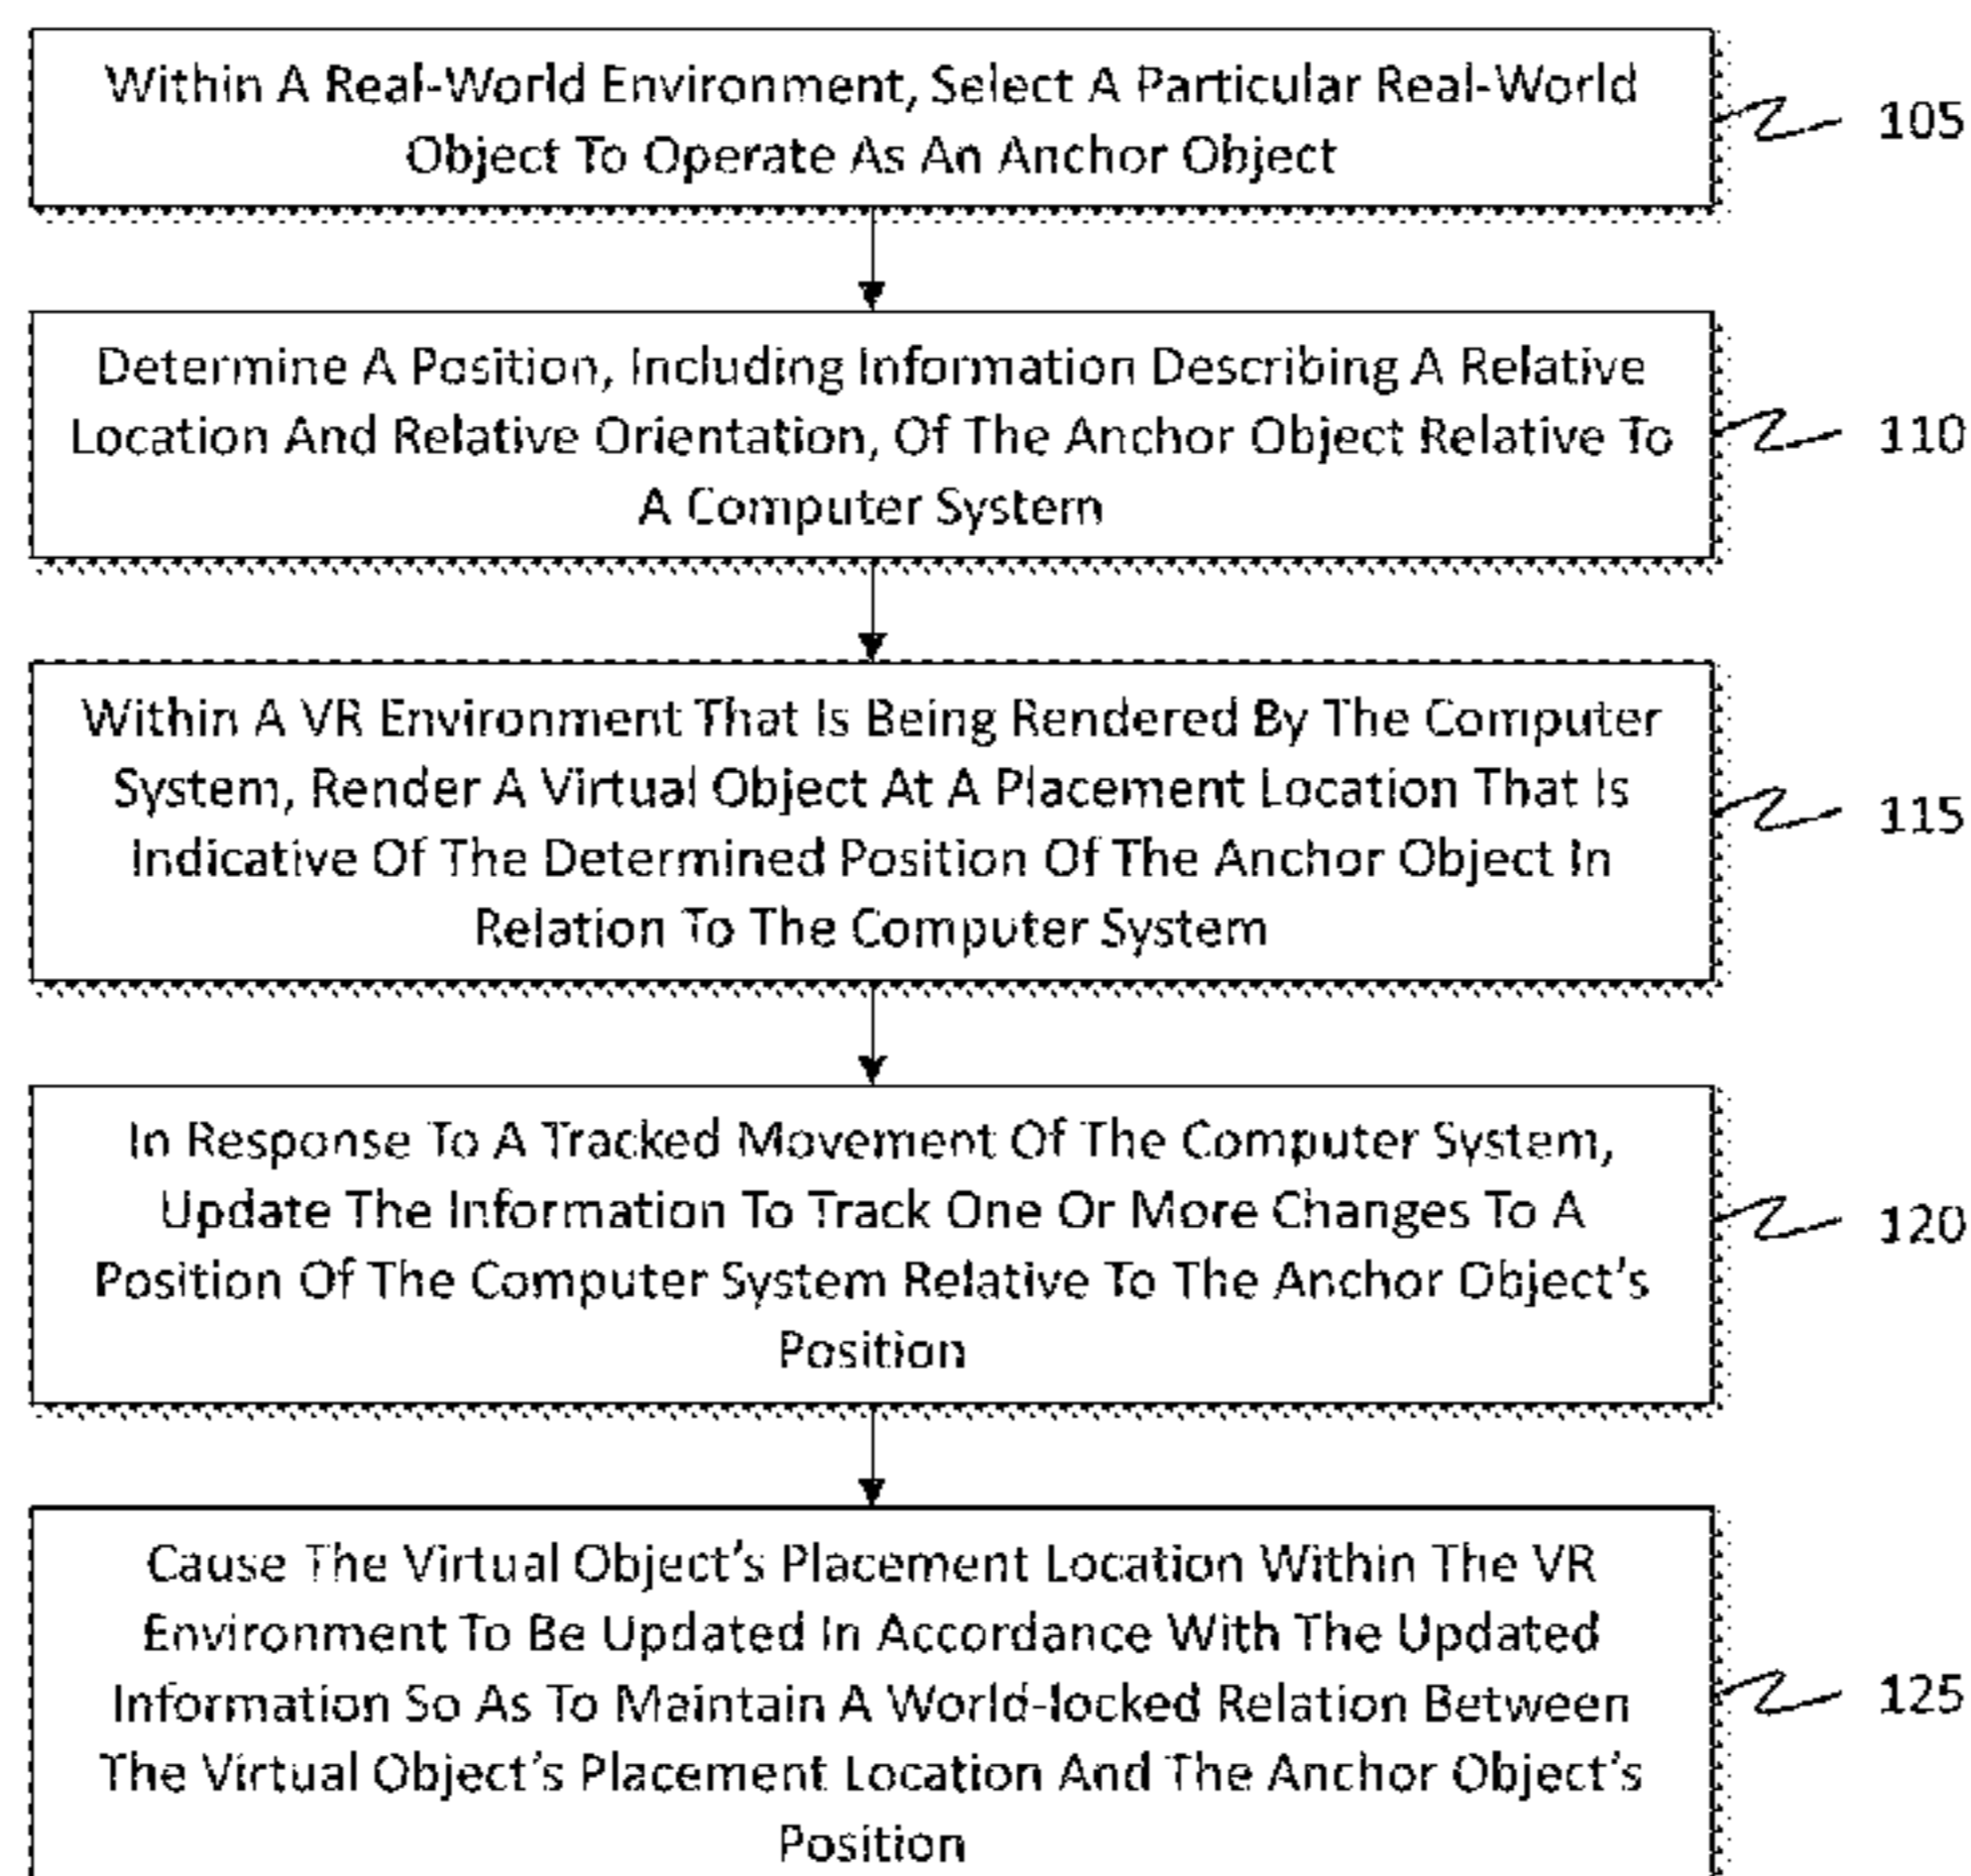 Within A Real-World Environment, Select A Particular Real-World
Object To Operate As An Anchor Object
105
Determine A Position, Including Information Describing A Relative
Location And Relative Orientation, Of The Anchor Object Relative To
A Computer System
110
Within A VR Environment That Is Being Rendered By The Computer
System, Render A Virtual Object At A Placement Location That Is
Indicative Of The Determined Position Of The Anchor Object In
Relation To The Computer System
115
In Response To A Tracked Movement Of The Computer System,
Update The Information To Track One Or More Changes To A
Position Of The Computer System Relative To The Anchor Object's
Position
120
Cause The Virtual Object's Placement Location Within The VR
Environment To Be Updated In Accordance With The Updated
Information So As To Maintain A World-locked Relation Between
The Virtual Object's Placement Location And The Anchor Object's
Position
125